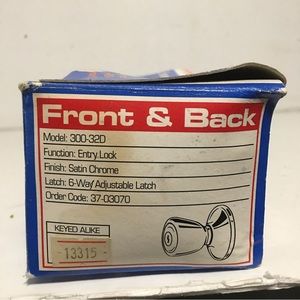 Front & Back
Model: 300-32D
Function: Entry Lock
Finish: Satin Chrome
Latch: 6-Way Adjustable Latch
Order Code: 37-03070
KEYED ALIKE
-13315-